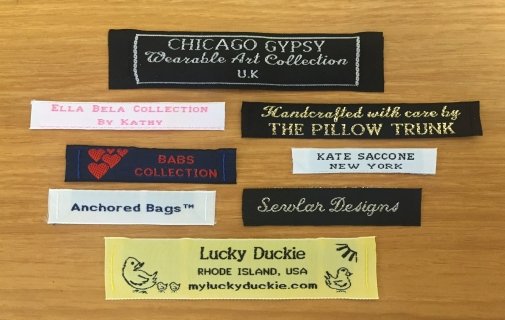 CHICAGO GYPSY
Wearable Art Collection
U.K
ELLA BELA COLLECTION
BY KATHY
Handcrafted with care by
THE PILLOW TRUNK
BABS
COLLECTION
KATE SACCONE
NEW YORK
Anchored Bags™
Sewlar Designs
Lucky Duckie
RHODE ISLAND, USA
myluckyduckie.com